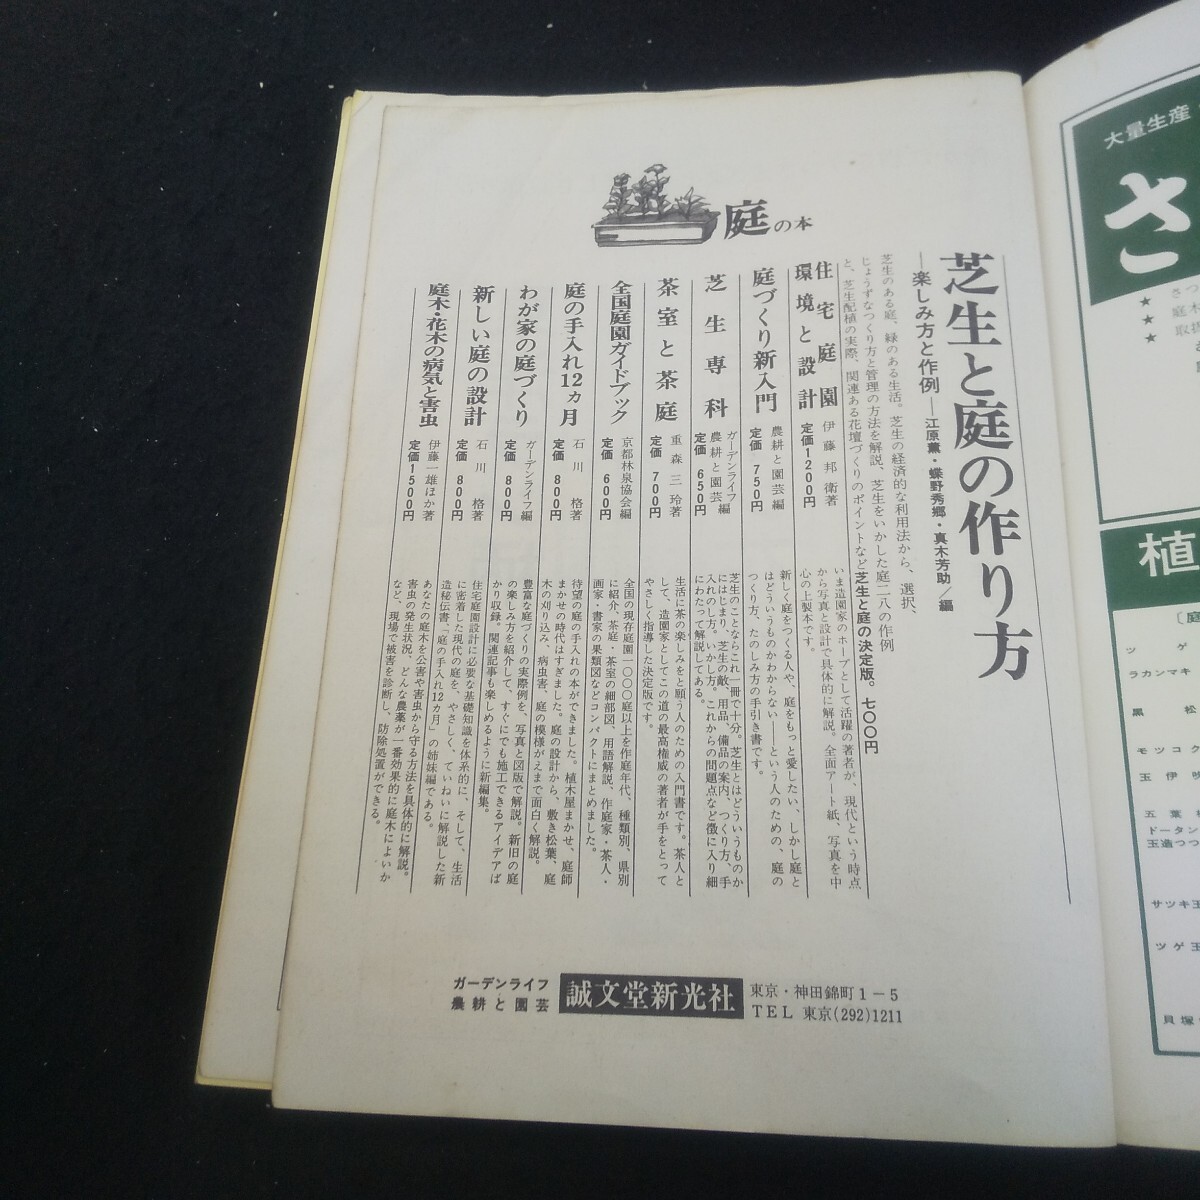 庭の本
芝生と庭の作り方
―楽しみ方と作例―江原薫・蝶野秀郷・真木芳助／編
芝生のある庭、緑のある生活。芝生の経済的な利用法から、選択、
じょうずなつくり方と管理の方法を解説、芝生をいかした庭二八の作例
と、芝生配植の実際、関連ある花壇づくりのポイントなど芝生と庭の決定版。七〇〇円
住宅庭園
環境と設計
伊藤邦衛著
定価1200円
いま造園家のホープとして活躍の著者が、現代という時点
から写真と設計で具体的に解説。全面アート紙、写真を中
心の上製本です。
庭づくり新入門
農耕と園芸編
定価 750円
新しく庭をつくる人や、庭をもっと愛したい、しかし庭と
はどういうものかわからない――という人のための、庭の
つくり方、たのしみ方の手引き書です。
芝生専科
ガーデンライフ
農耕と園芸編
定価 650円
芝生のことならこれ一冊で十分。芝生とはどういうものか
にはじまり、芝生の敵、用品、備品の案内、つくり方、手
入れのし方。いかし方。これからの問題点など徴に入り細
にわたって解説してある。
茶室と茶庭
重森三玲著
定価 700円
生活に茶の楽しみをと願う人のための入門書です。茶人と
して、造園家としてこの道の最高権威の著者が手をとって
やさしく指導した決定版です。
全国庭園ガイドブック
京都林泉協会編
定価 600円
全国の現存庭園一〇〇〇庭以上を作庭年代、種類別、県別
に紹介、茶庭・茶室の細部図、用語解説、作庭家・茶人・
画家・書家の果類図などコンパクトにまとめました。
庭の手入れ12ヵ月
石川 格著
定価 800円
待望の庭の手入れの本ができました。植木屋まかせ、庭師
まかせの時代はすぎました。庭の設計から、敷き松葉、庭
木の刈り込み、病虫害、庭の模様がえまで面白く解説。
わが家の庭づくり
ガーデンライフ編
定価 800円
豊富な庭づくりの実際例を、写真と図版で解説。新旧の庭
の楽しみ方を紹介して、すぐにでも施工できるアイデアば
かり収録。関連記事も楽しめるように新編集。
新しい庭の設計
石川 格著
定価 800円
住宅庭園設計に必要な基礎知識を体系的に、そして、生活
に密着した現代の庭を、やさしく、ていねいに解説した新
造秘伝書、「庭の手入れ12ヵ月」の姉妹編である。
庭木・花木の病気と害虫
伊藤一雄ほか著
定価1500円
あなたの庭木を公害や害虫から守る方法を具体的に解説。
害虫の発生状況、どんな農薬が一番効果的に庭木によいか
など、現場で被害を診断し、防除処置ができる。
ガーデンライフ
農耕と園芸
誠文堂新光社
東京・神田錦町1－5
TEL 東京(292)1211
大量生産
さ
★
★
★
さつ
庭木
取扱
植
〔庭
ツゲ
ラカンマキ
黒松
モツコク
玉伊吹
五葉
ドータン
玉造つつ
サツキ玉
ツゲ玉
貝塚